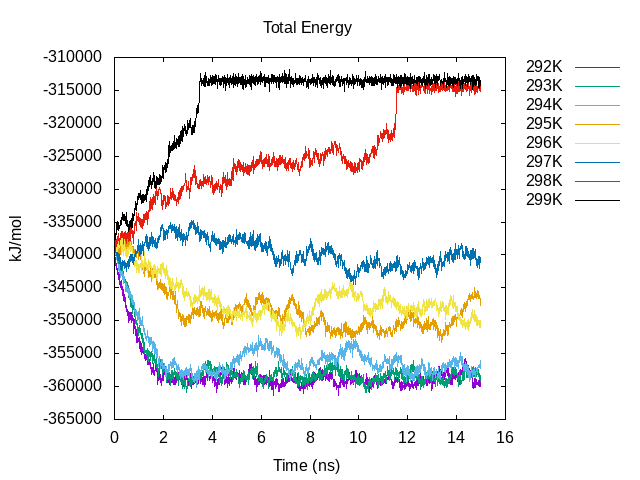 Total Energy
-310000
-315000
-320000
-325000
-330000
-335000
-340000
-345000
-350000
-355000
-360000
-365000
kJ/mol
0 2 4 6 8 10 12 14 16
Time (ns)
292K
293K
294K
295K
296K
297K
298K
299K